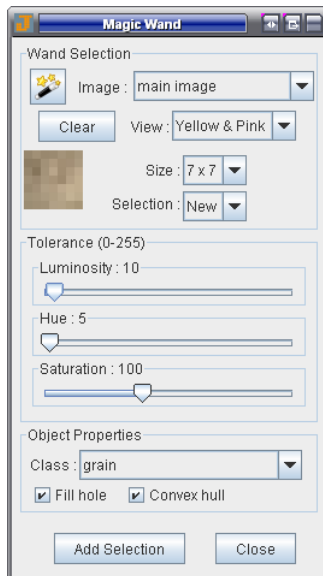 Magic Wand
Wand Selection
Image : main image
Clear View : Yellow & Pink
Size : 7 x 7
Selection : New
Tolerance (0-255)
Luminosity : 10
Hue : 5
Saturation : 100
Object Properties
Class : grain
Fill hole Convex hull
Add Selection Close